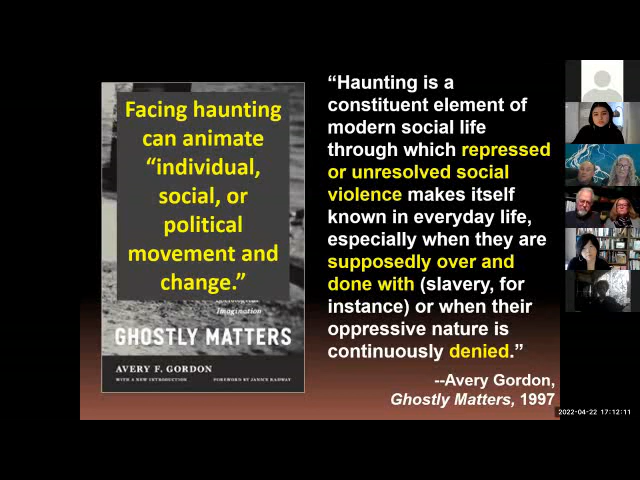 Facing haunting
can animate
“individual,
social, or
political
movement and
change.”
Imagination
GHOSTLY MATTERS
AVERY F. GORDON
WITH A NEW INTRODUCTION
FOREWORD BY JANICE RADWAY
“Haunting is a
constituent element of
modern social life
through which repressed
or unresolved social
violence makes itself
known in everyday life,
especially when they are
supposedly over and
done with (slavery, for
instance) or when their
oppressive nature is
continuously denied.”
--Avery Gordon,
Ghostly Matters, 1997
2022-04-22 17:12:11